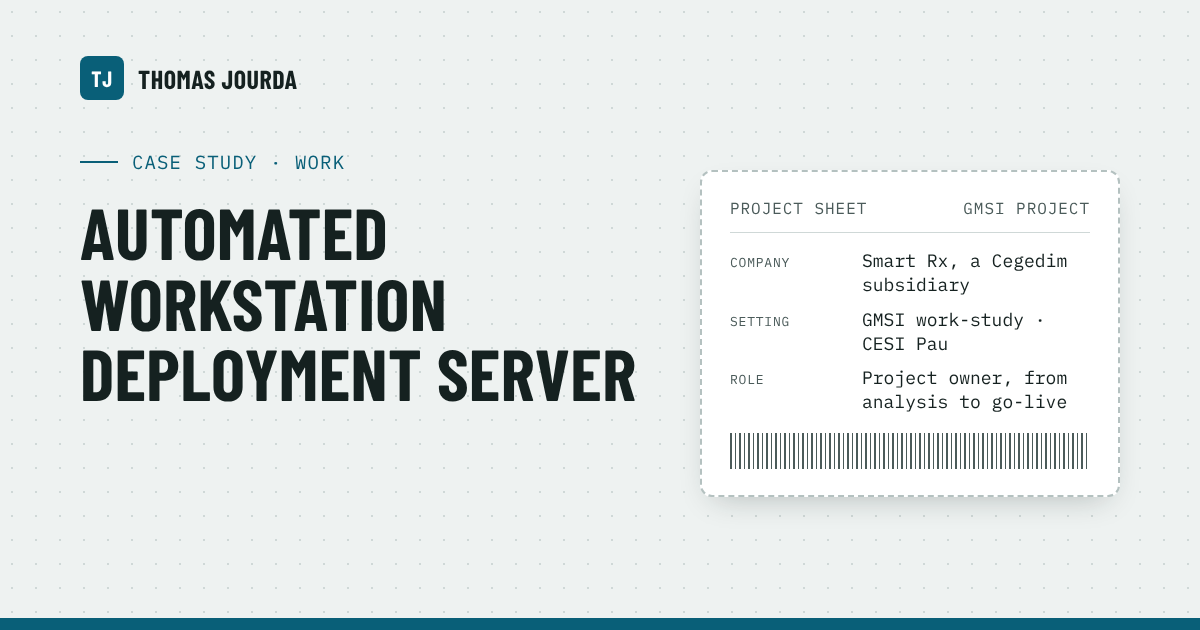 TJ
THOMAS JOURDA
CASE STUDY · WORK
AUTOMATED
WORKSTATION
DEPLOYMENT SERVER
PROJECT SHEET
GMSI PROJECT
COMPANY
Smart Rx, a Cegedim
subsidiary
SETTING
GMSI work-study ·
CESI Pau
ROLE
Project owner, from
analysis to go-live